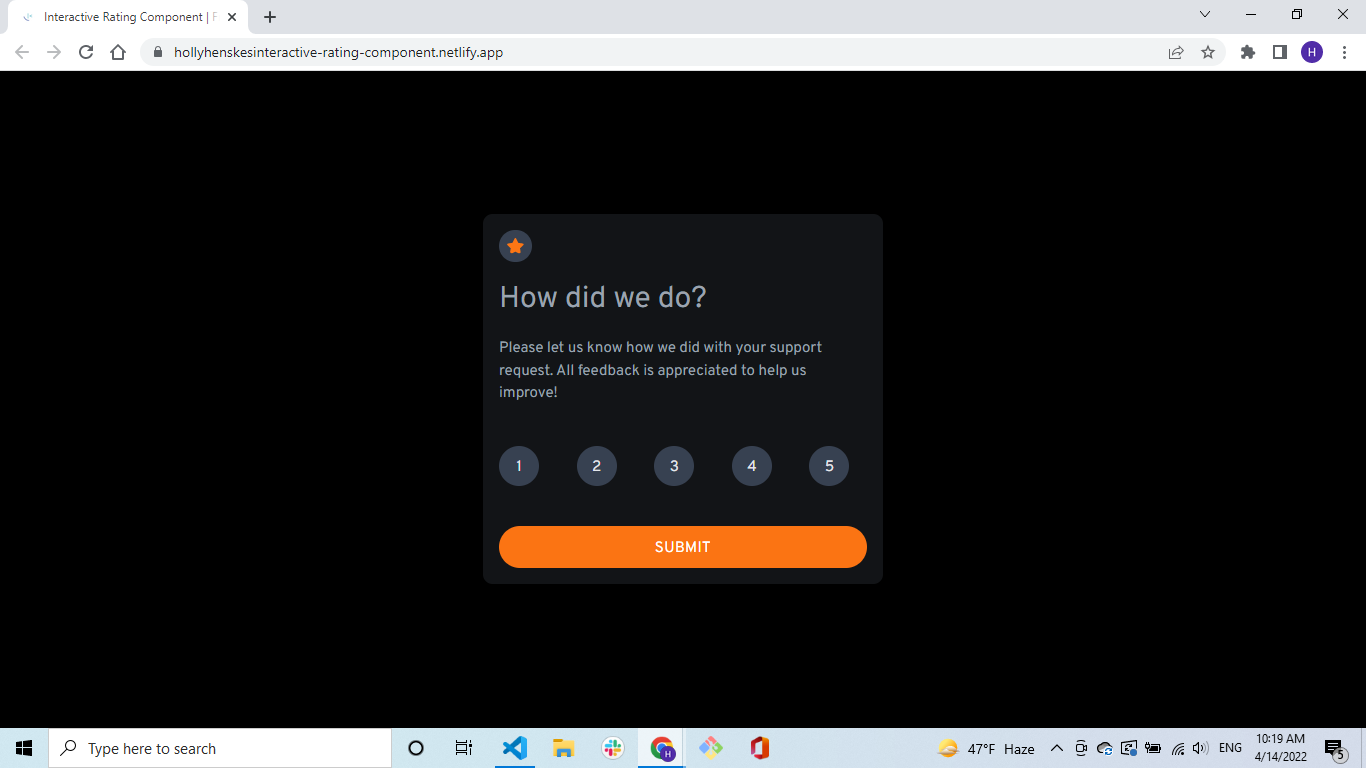 Interactive Rating Component | F
hollyhenskesinteractive-rating-component.netlify.app
H
How did we do?
Please let us know how we did with your support
request. All feedback is appreciated to help us
improve!
1 2 3 4 5
SUBMIT
Type here to search
H
47°F Haze
ENG
10:19 AM
4/14/2022
5